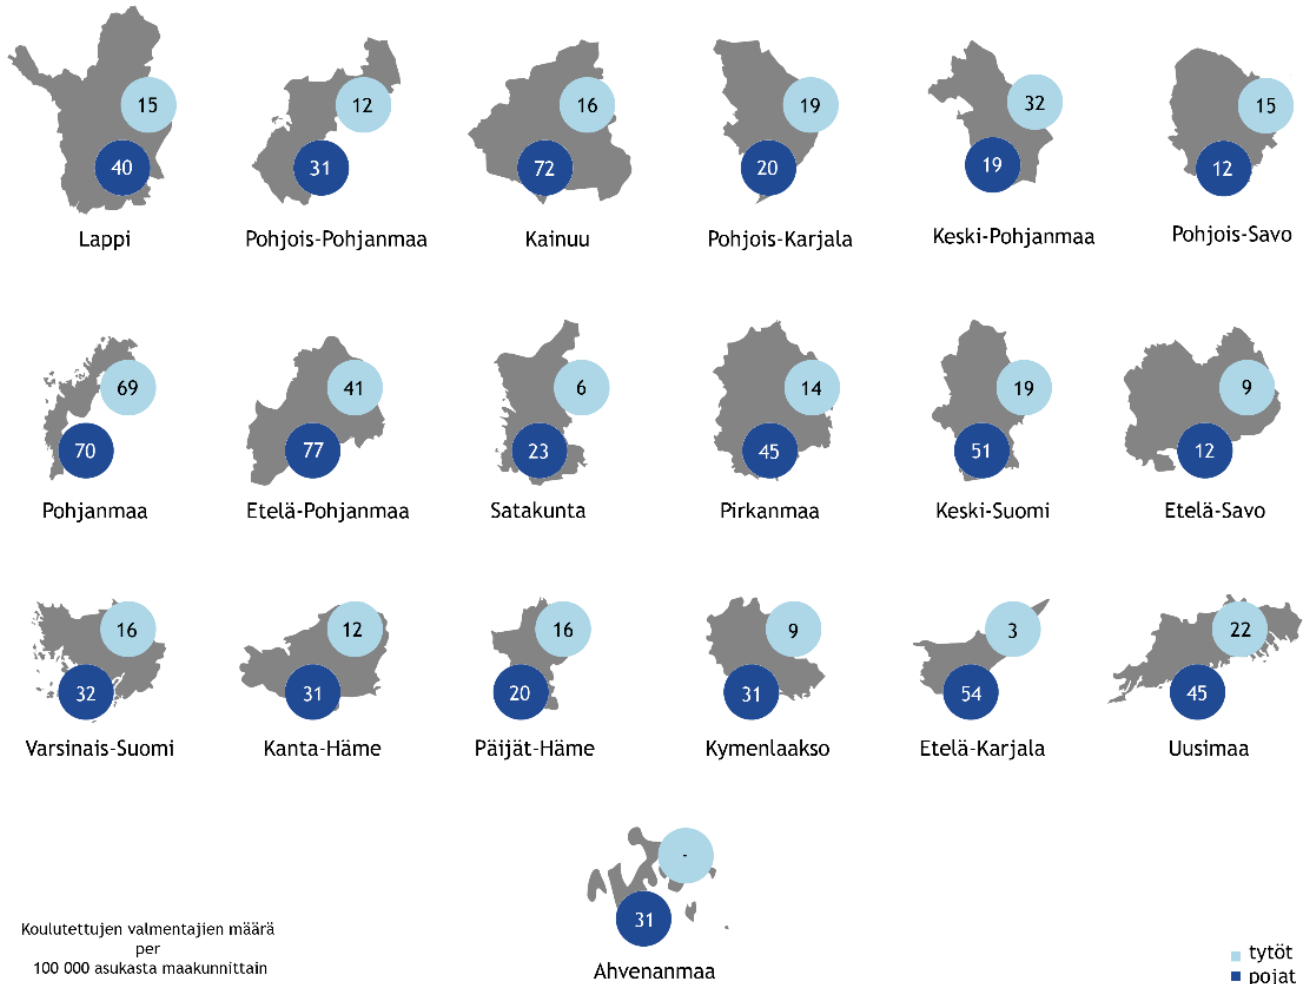 15
12
16
19
32
15
40
31
72
20
19
12
Lappi
Pohjois-Pohjanmaa
Kainuu
Pohjois-Karjala
Keski-Pohjanmaa
Pohjois-Savo
69
41
6
14
19
9
70
77
23
45
51
12
Pohjanmaa
Etelä-Pohjanmaa
Satakunta
Pirkanmaa
Keski-Suomi
Etelä-Savo
16
12
16
9
3
22
32
31
20
31
54
45
Varsinais-Suomi
Kanta-Häme
Päijät-Häme
Kymenlaakso
Etelä-Karjala
Uusimaa
-
31
Ahvenanmaa
Koulutettujen valmentajien määrä
per
100 000 asukasta maakunnittain
tytöt
pojat